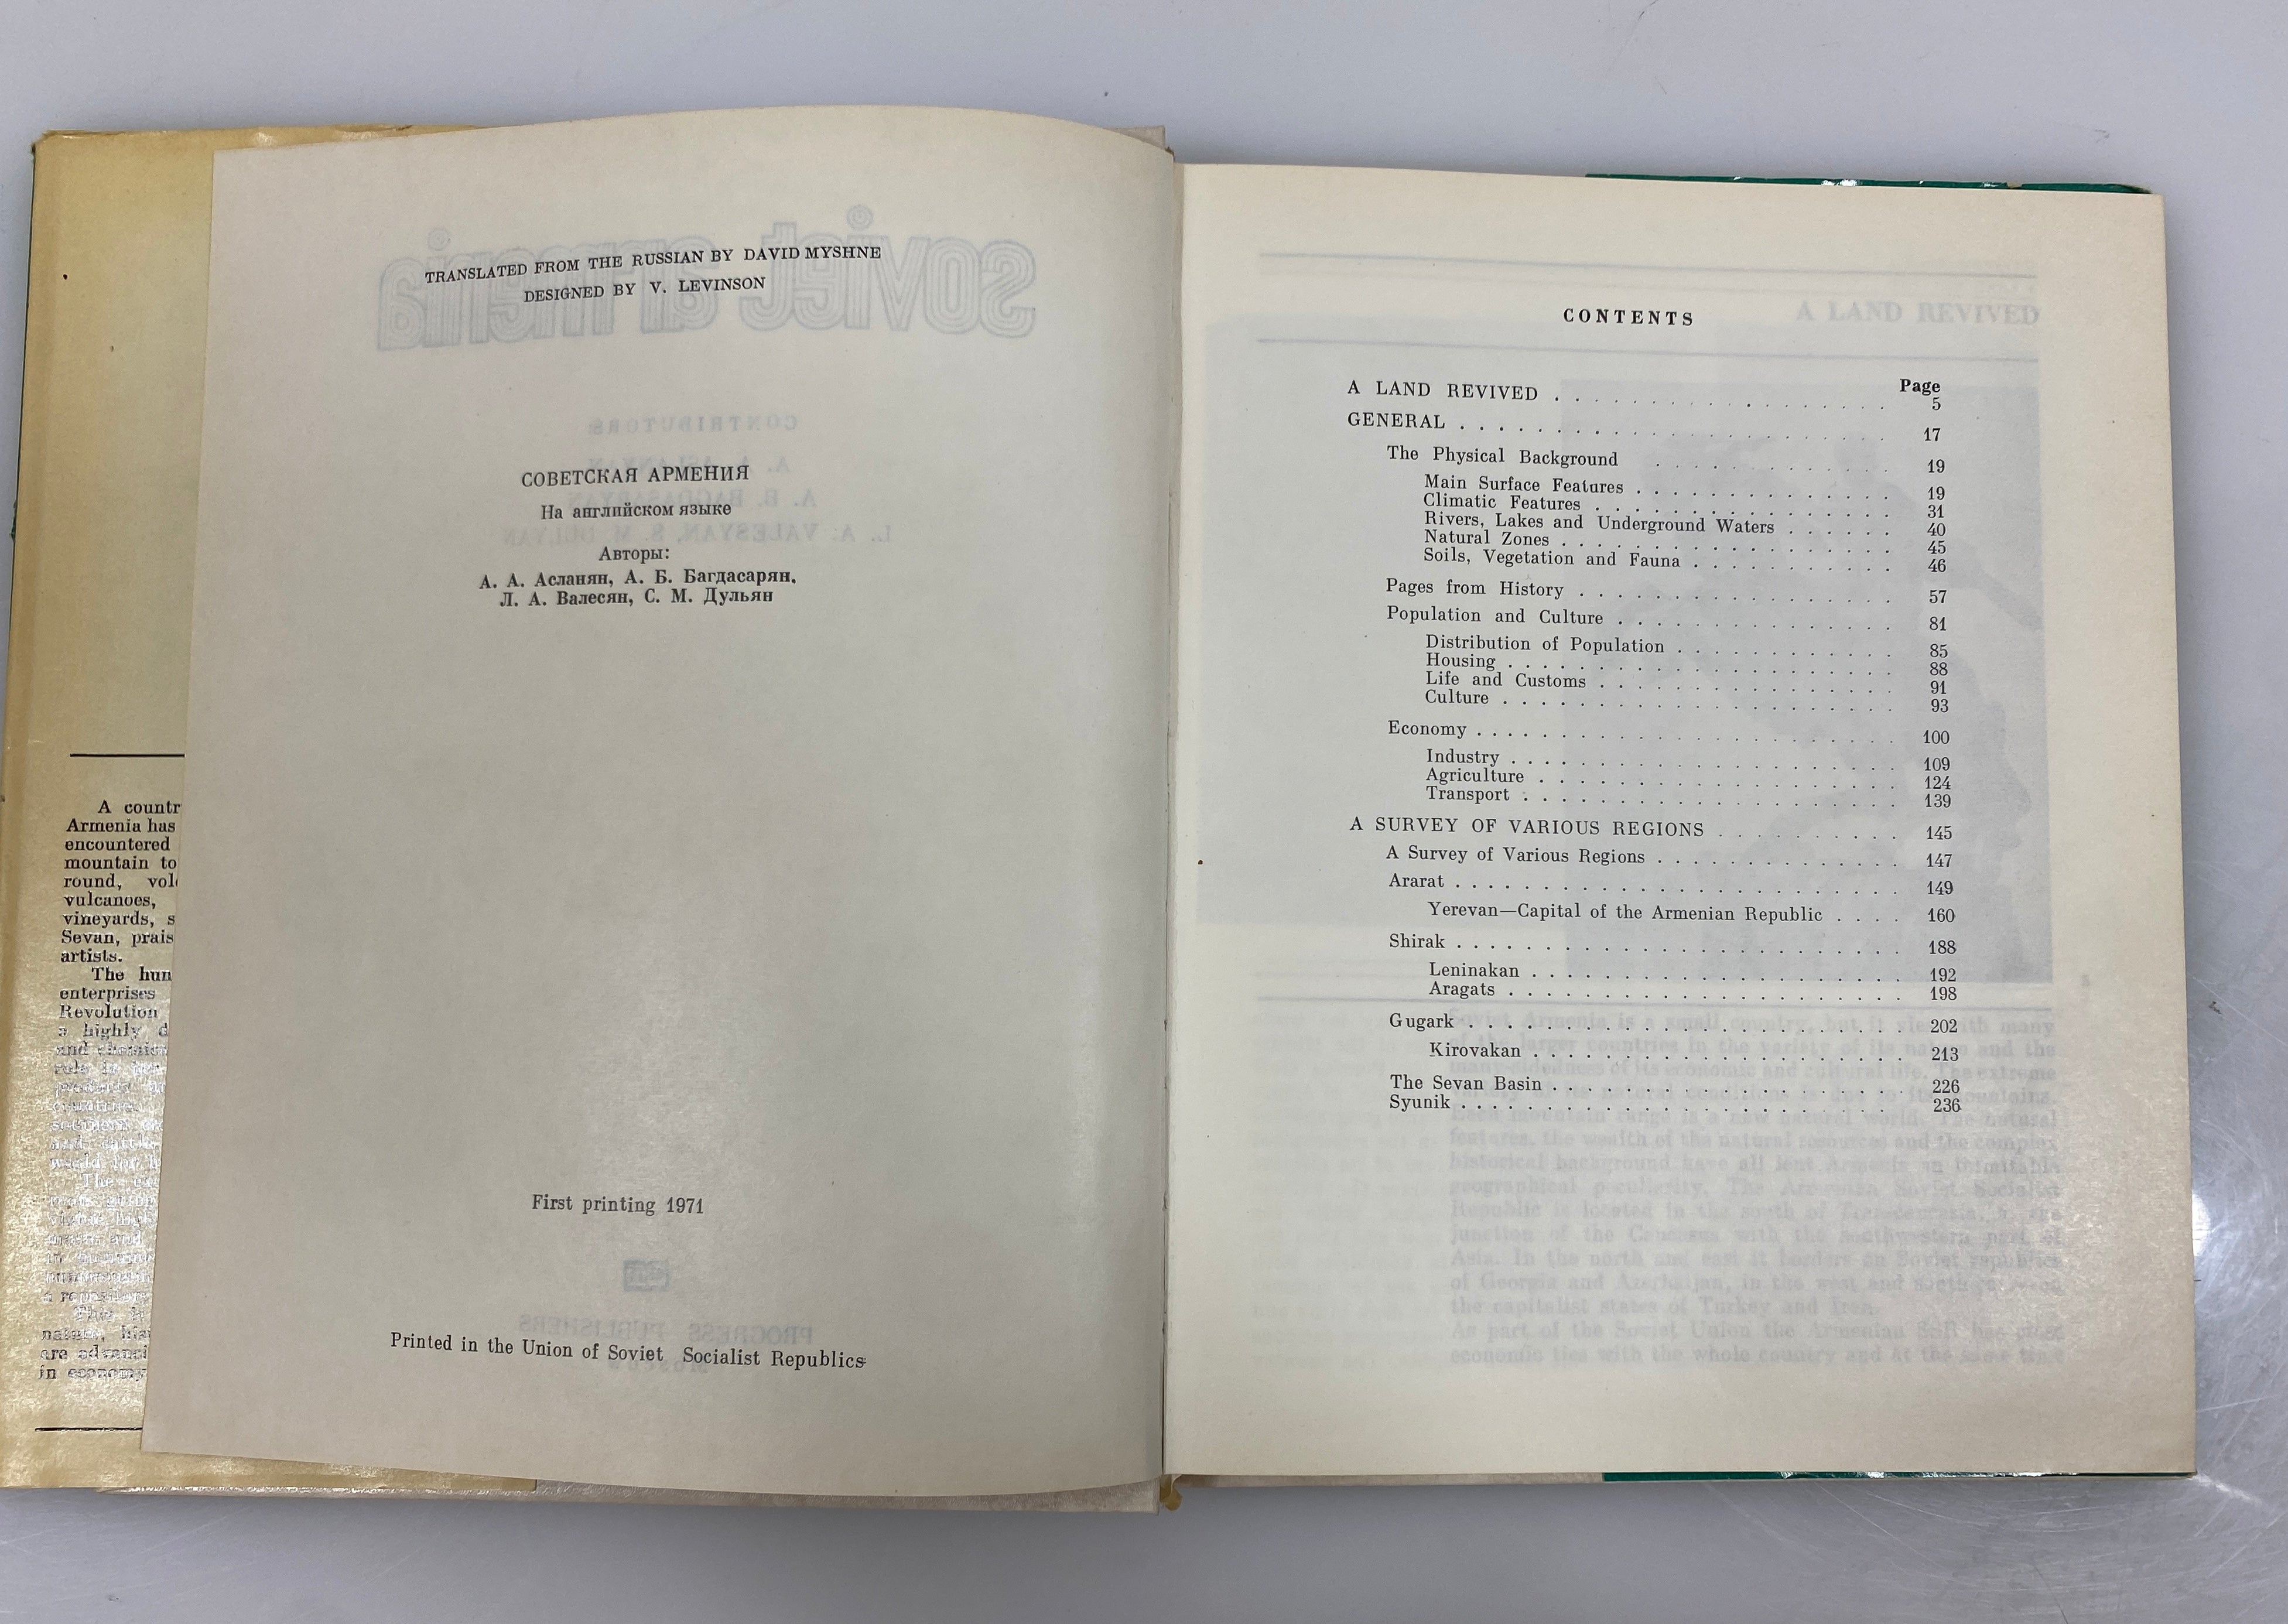 A countr
Armenia has
encountered
mountain to
round, vol
vulcanoes,
vineyards, s
Sevan, prais
artists.
The hun
enterprises
Revolution
a highly d
in economy
TRANSLATED FROM THE RUSSIAN BY DAVID MYSHNE
DESIGNED BY V. LEVINSON
СОВЕТСКАЯ АРМЕНИЯ
На английском языке
Авторы:
А. А. Асланян, А. Б. Багдасарян,
Л. А. Валесян, С. М. Дульян
First printing 1971
Printed in the Union of Soviet Socialist Republics
CONTENTS
Page
A LAND REVIVED . . . . . . . . . . . . . . . . 5
GENERAL . . . . . . . . . . . . . . . . . . . . 17
The Physical Background . . . . . . . . . . . 19
Main Surface Features . . . . . . . . . . . . . 19
Climatic Features . . . . . . . . . . . . . . . 31
Rivers, Lakes and Underground Waters . . . . . . 40
Natural Zones . . . . . . . . . . . . . . . . . 45
Soils, Vegetation and Fauna . . . . . . . . . . . 46
Pages from History . . . . . . . . . . . . . . . 57
Population and Culture . . . . . . . . . . . . . 81
Distribution of Population . . . . . . . . . . . 85
Housing . . . . . . . . . . . . . . . . . . . . 88
Life and Customs . . . . . . . . . . . . . . . 91
Culture . . . . . . . . . . . . . . . . . . . . 93
Economy . . . . . . . . . . . . . . . . . . . . 100
Industry . . . . . . . . . . . . . . . . . . . . 109
Agriculture . . . . . . . . . . . . . . . . . . 124
Transport . . . . . . . . . . . . . . . . . . . 139
A SURVEY OF VARIOUS REGIONS . . . . . . . . . . 145
A Survey of Various Regions . . . . . . . . . . . 147
Ararat . . . . . . . . . . . . . . . . . . . . . 149
Yerevan—Capital of the Armenian Republic . . . . 160
Shirak . . . . . . . . . . . . . . . . . . . . . 188
Leninakan . . . . . . . . . . . . . . . . . . . 192
Aragats . . . . . . . . . . . . . . . . . . . . 198
Gugark . . . . . . . . . . . . . . . . . . . . . 202
Kirovakan . . . . . . . . . . . . . . . . . . . 213
The Sevan Basin . . . . . . . . . . . . . . . . 226
Syunik . . . . . . . . . . . . . . . . . . . . . 236